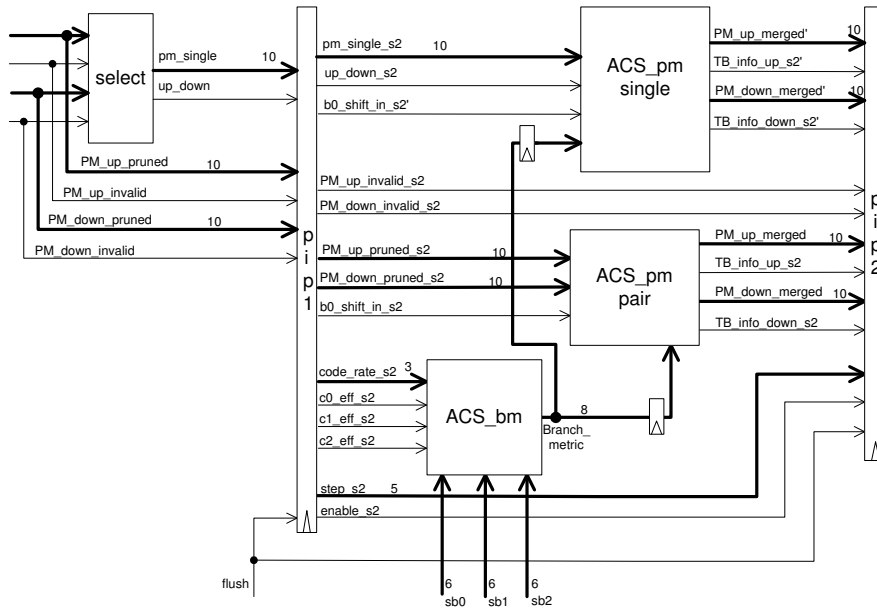 select
pm_single
10
up_down
PM_up_pruned
10
PM_up_invalid
PM_down_pruned
10
PM_down_invalid
pip1
pm_single_s2
10
up_down_s2
b0_shift_in_s2'
ACS_pm
single
PM_up_merged'
10
TB_info_up_s2'
PM_down_merged'
10
TB_info_down_s2'
PM_up_invalid_s2
PM_down_invalid_s2
pip2
PM_up_pruned_s2
10
PM_down_pruned_s2
10
b0_shift_in_s2
ACS_pm
pair
PM_up_merged
10
TB_info_up_s2
PM_down_merged
10
TB_info_down_s2
code_rate_s2
3
c0_eff_s2
c1_eff_s2
c2_eff_s2
ACS_bm
8
Branch_
metric
step_s2
5
enable_s2
flush
6
sb0
6
sb1
6
sb2